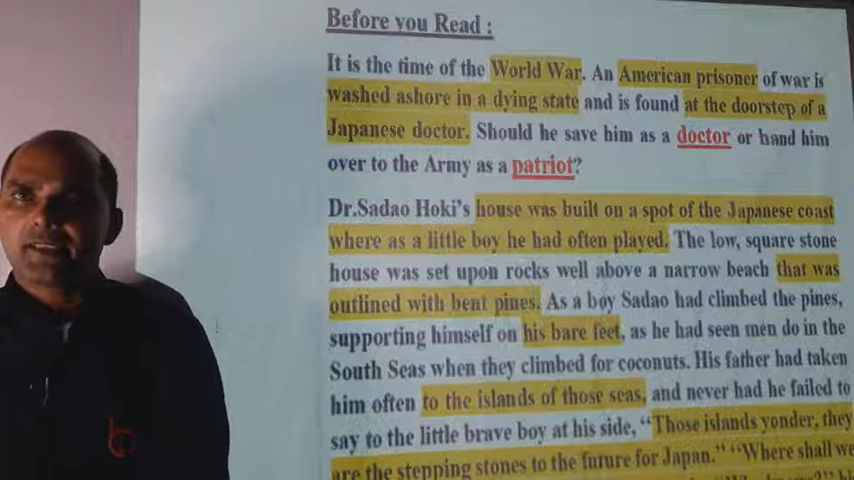 Before you Read :
It is the time of the World War. An American prisoner of war is
washed ashore in a dying state and is found at the doorstep of a
Japanese doctor. Should he save him as a doctor or hand him
over to the Army as a patriot?
Dr.Sadao Hoki's house was built on a spot of the Japanese coast
where as a little boy he had often played. The low, square stone
house was set upon rocks well above a narrow beach that was
outlined with bent pines. As a boy Sadao had climbed the pines,
supporting himself on his bare feet, as he had seen men do in the
South Seas when they climbed for coconuts. His father had taken
him often to the islands of those seas, and never had he failed to
say to the little brave boy at his side, "Those islands yonder, they
are the stepping stones to the future for Japan." "Where shall we